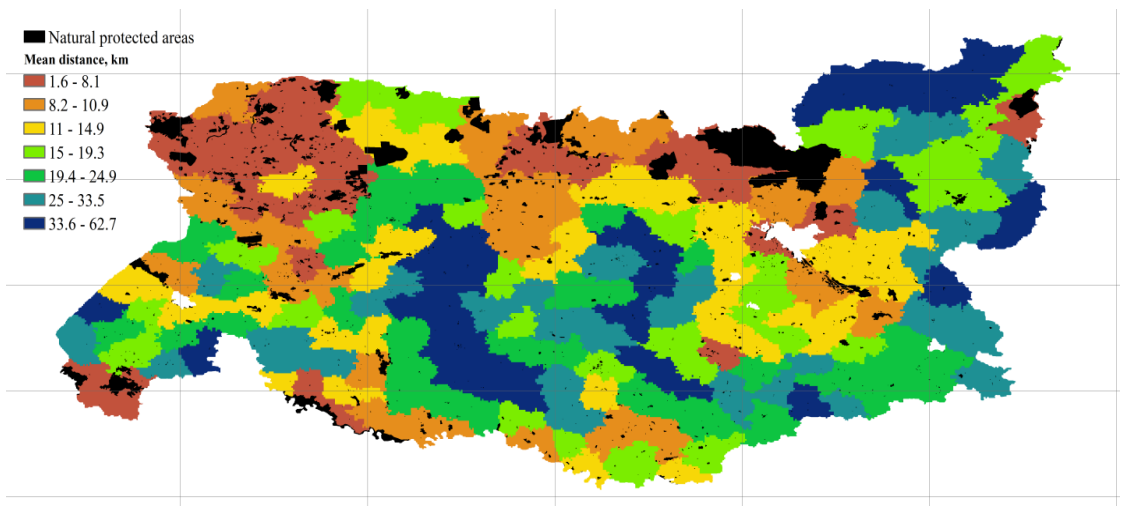 Natural protected areas
Mean distance, km
1.6 - 8.1
8.2 - 10.9
11 - 14.9
15 - 19.3
19.4 - 24.9
25 - 33.5
33.6 - 62.7